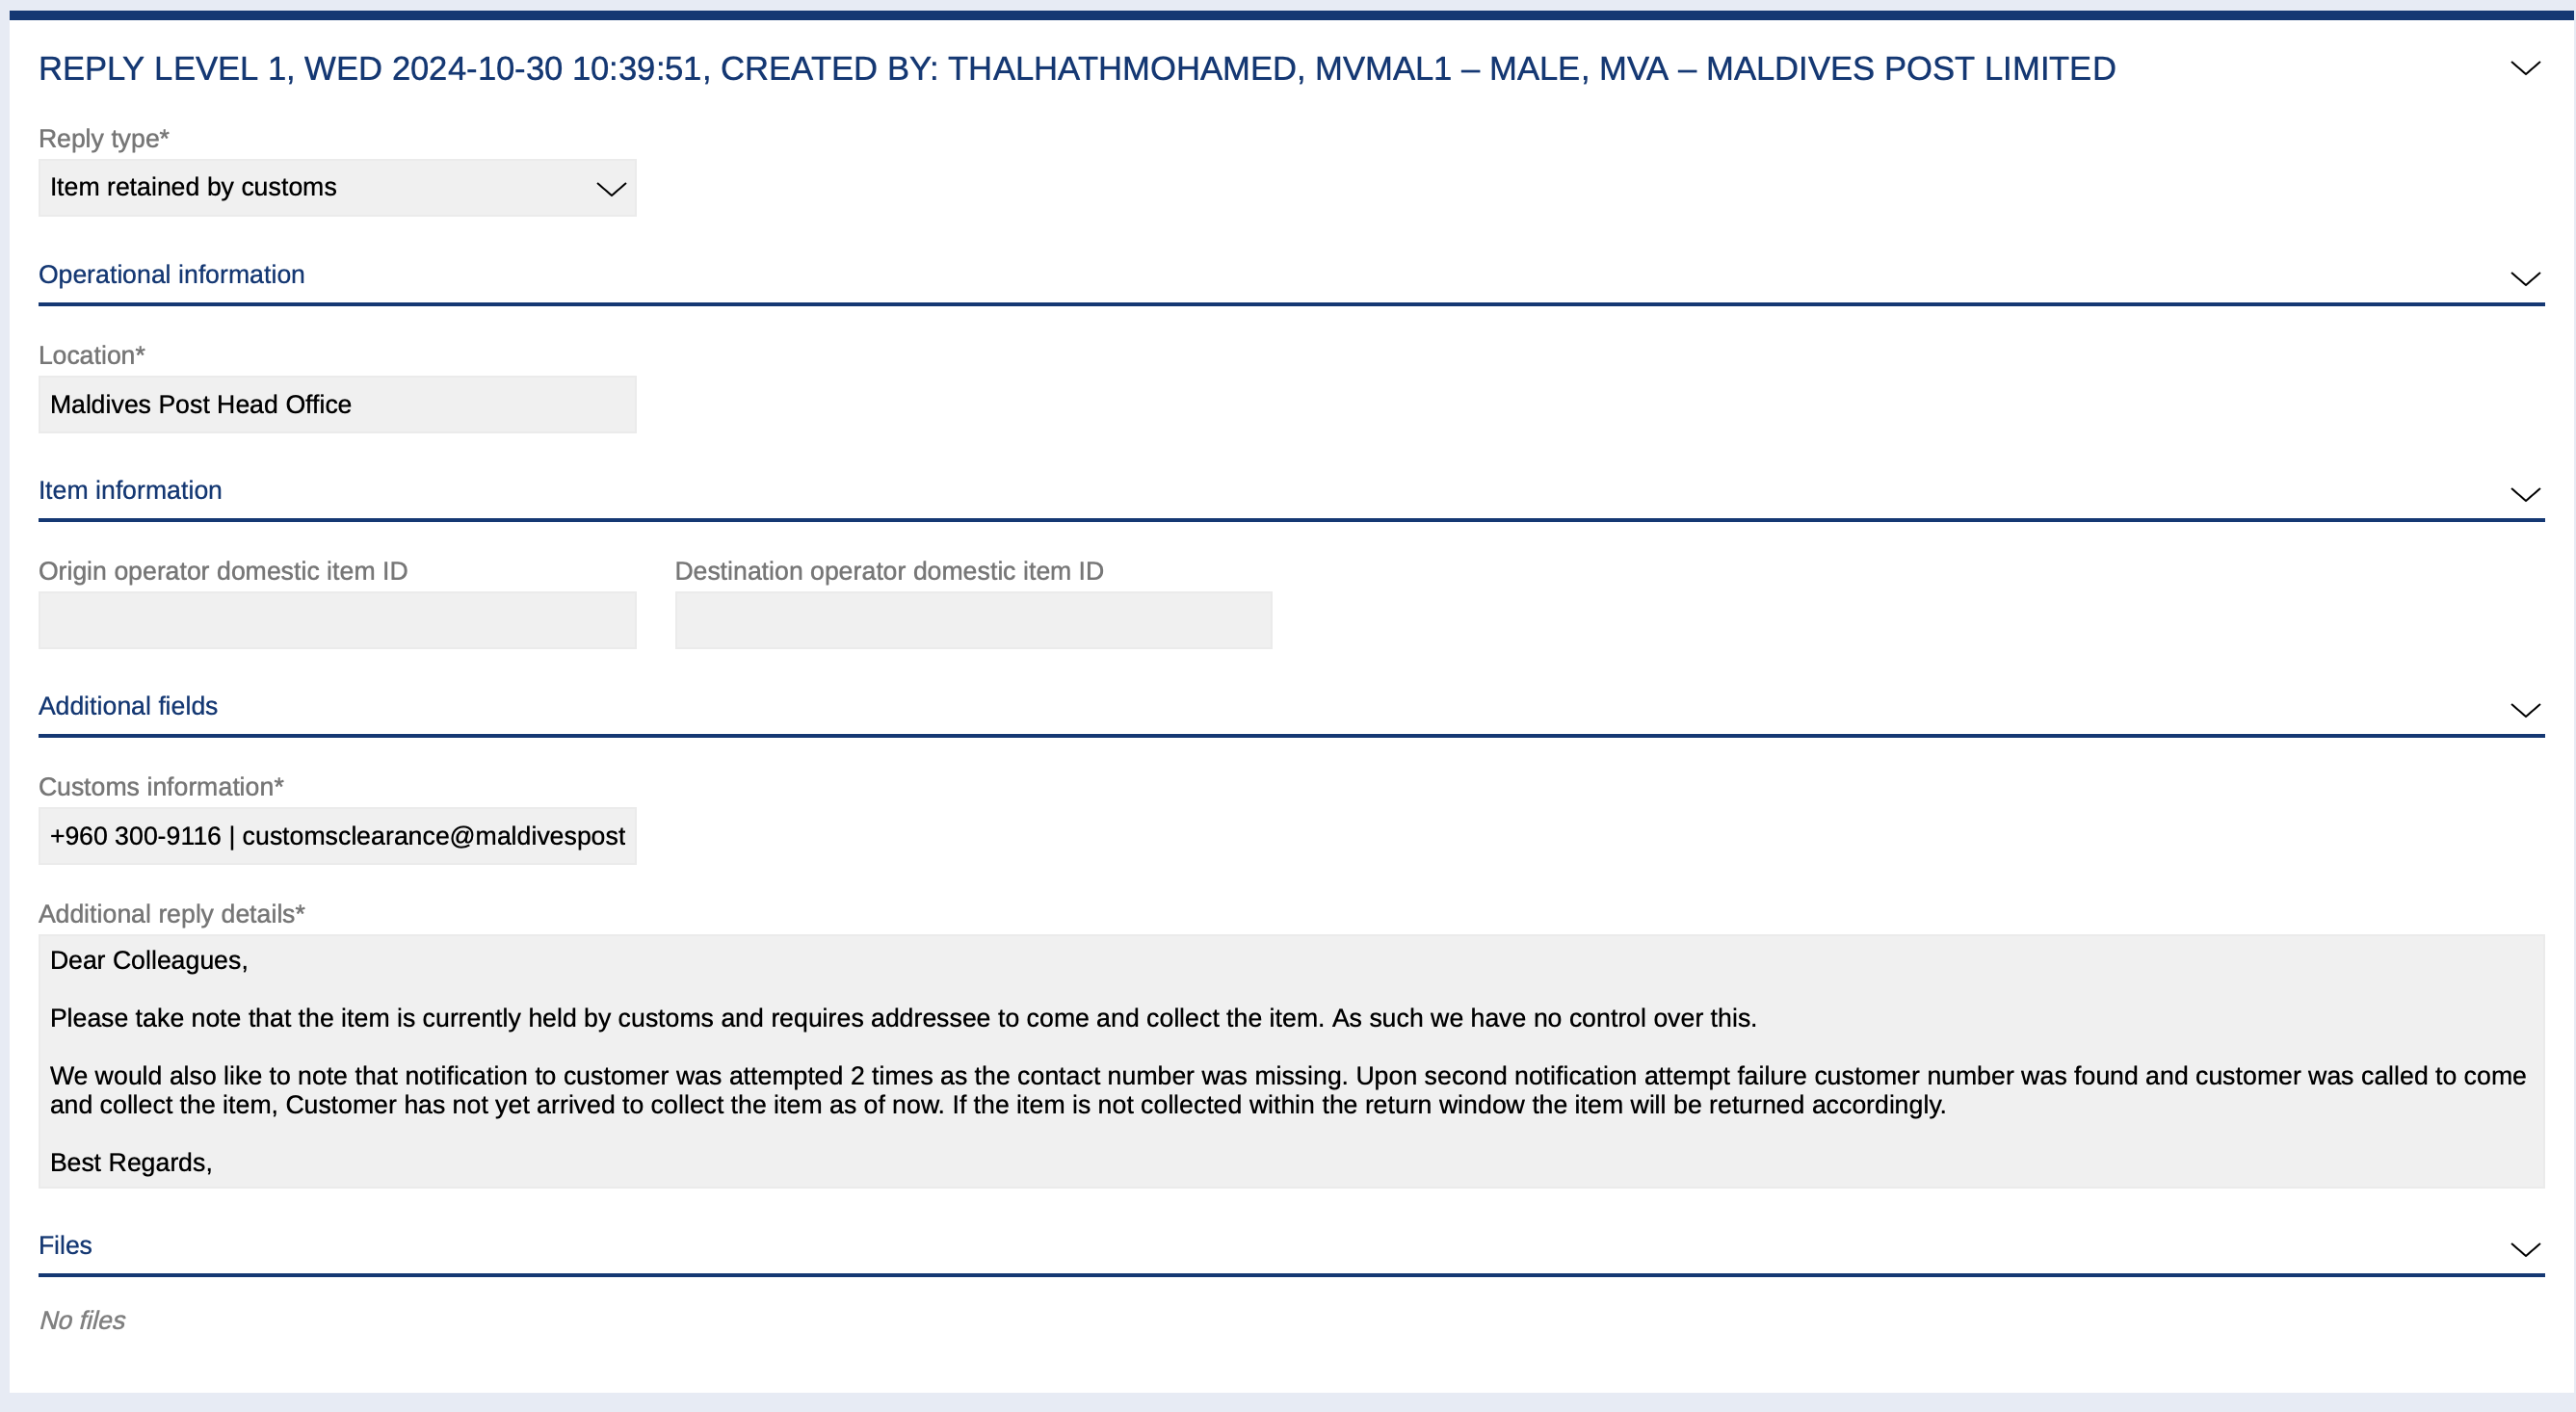 REPLY LEVEL 1, WED 2024-10-30 10:39:51, CREATED BY: THALHATHMOHAMED, MVMAL1 – MALE, MVA – MALDIVES POST LIMITED
Reply type*
Item retained by customs
Operational information
Location*
Maldives Post Head Office
Item information
Origin operator domestic item ID
Destination operator domestic item ID
Additional fields
Customs information*
+960 300-9116 | customsclearance@maldivespost
Additional reply details*
Dear Colleagues,
Please take note that the item is currently held by customs and requires addressee to come and collect the item. As such we have no control over this.
We would also like to note that notification to customer was attempted 2 times as the contact number was missing. Upon second notification attempt failure customer number was found and customer was called to come
and collect the item, Customer has not yet arrived to collect the item as of now. If the item is not collected within the return window the item will be returned accordingly.
Best Regards,
Files
No files